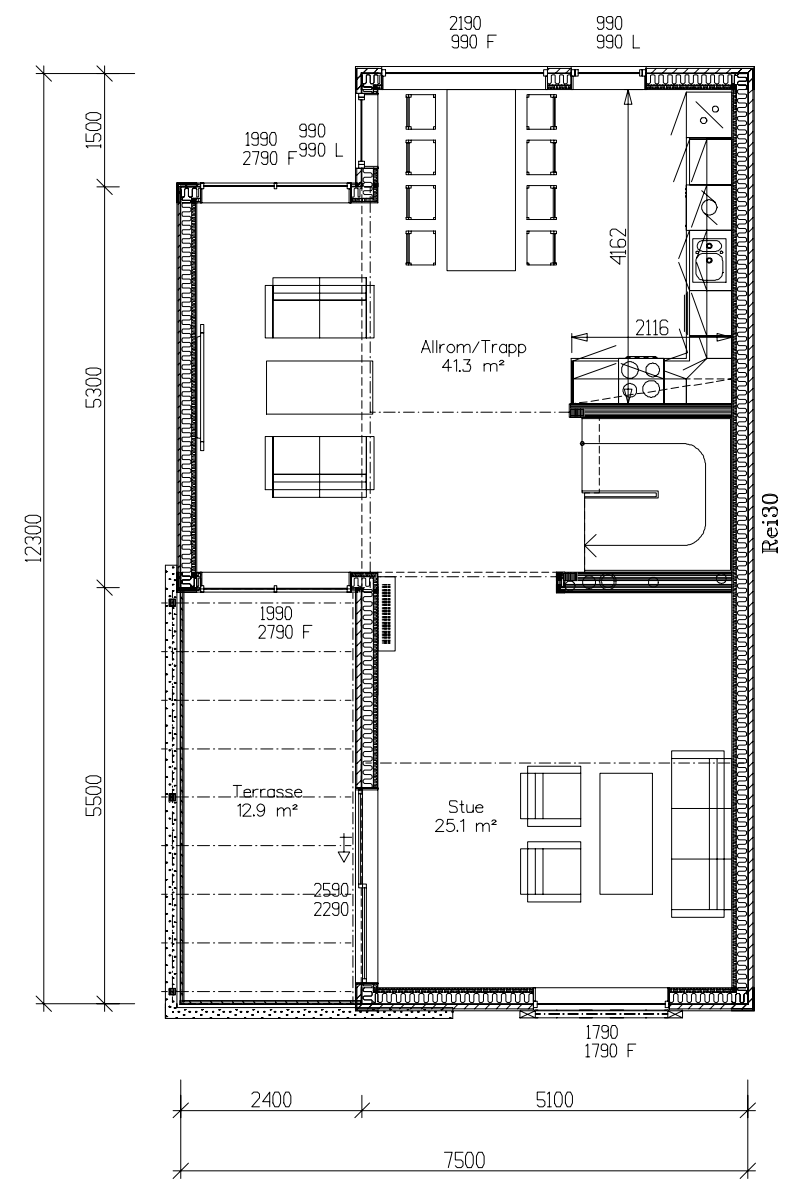 2190
990 F
990
990 L
1500
1990
2790 F
990
990 L
4162
2116
Allrom/Trapp
41.3 m²
5300
12300
Rei30
1990
2790 F
5500
Terrasse
12.9 m²
Stue
25.1 m²
2590
2290
1790
1790 F
2400
5100
7500